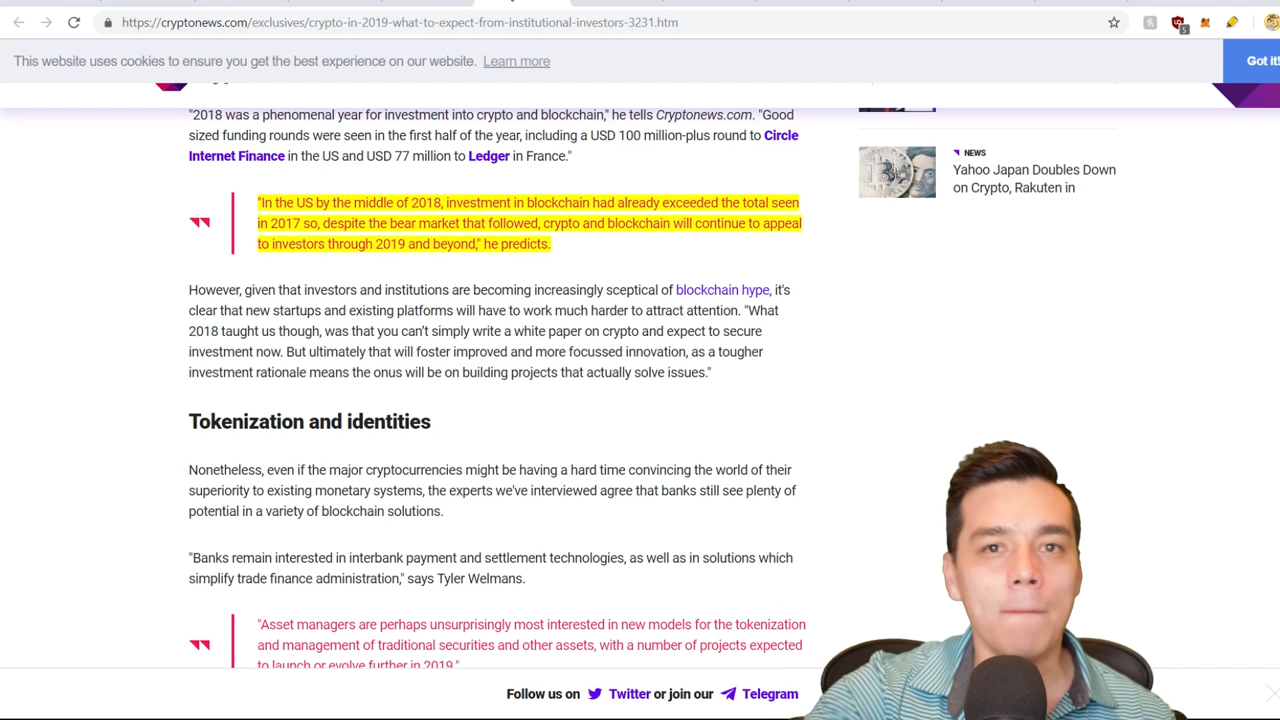 https://cryptonews.com/exclusives/crypto-in-2019-what-to-expect-from-institutional-investors-3231.htm
5
This website uses cookies to ensure you get the best experience on our website. Learn more
Got it!
"2018 was a phenomenal year for investment into crypto and blockchain," he tells Cryptonews.com. "Good
sized funding rounds were seen in the first half of the year, including a USD 100 million-plus round to Circle
Internet Finance in the US and USD 77 million to Ledger in France."
"In the US by the middle of 2018, investment in blockchain had already exceeded the total seen
in 2017 so, despite the bear market that followed, crypto and blockchain will continue to appeal
to investors through 2019 and beyond," he predicts.
However, given that investors and institutions are becoming increasingly sceptical of blockchain hype, it's
clear that new startups and existing platforms will have to work much harder to attract attention. "What
2018 taught us though, was that you can't simply write a white paper on crypto and expect to secure
investment now. But ultimately that will foster improved and more focussed innovation, as a tougher
investment rationale means the onus will be on building projects that actually solve issues."
Tokenization and identities
Nonetheless, even if the major cryptocurrencies might be having a hard time convincing the world of their
superiority to existing monetary systems, the experts we've interviewed agree that banks still see plenty of
potential in a variety of blockchain solutions.
"Banks remain interested in interbank payment and settlement technologies, as well as in solutions which
simplify trade finance administration," says Tyler Welmans.
"Asset managers are perhaps unsurprisingly most interested in new models for the tokenization
and management of traditional securities and other assets, with a number of projects expected
to launch or evolve further in 2019."
NEWS
Yahoo Japan Doubles Down
on Crypto, Rakuten in
Follow us on Twitter or join our Telegram